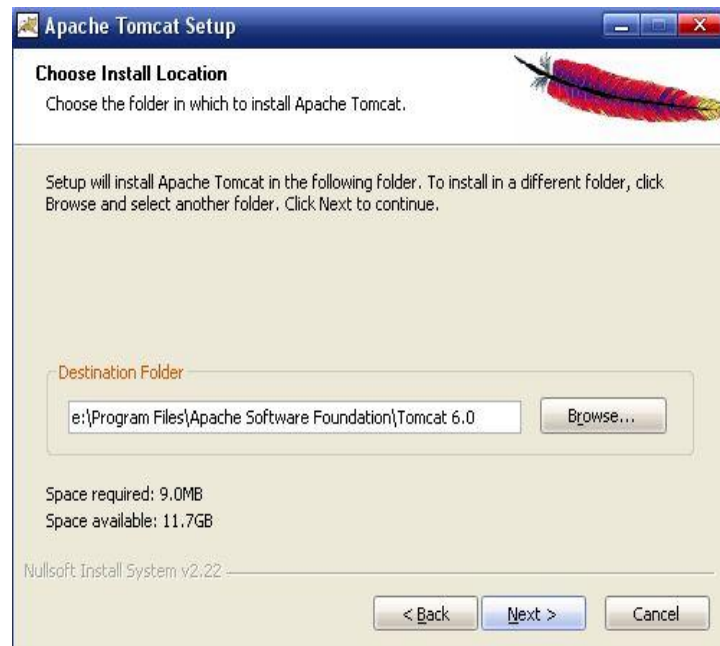 Apache Tomcat Setup
Choose Install Location
Choose the folder in which to install Apache Tomcat.
Setup will install Apache Tomcat in the following folder. To install in a different folder, click
Browse and select another folder. Click Next to continue.
Destination Folder
e:\Program Files\Apache Software Foundation\Tomcat 6.0
Browse...
Space required: 9.0MB
Space available: 11.7GB
Nullsoft Install System v2.22
< Back
Next >
Cancel